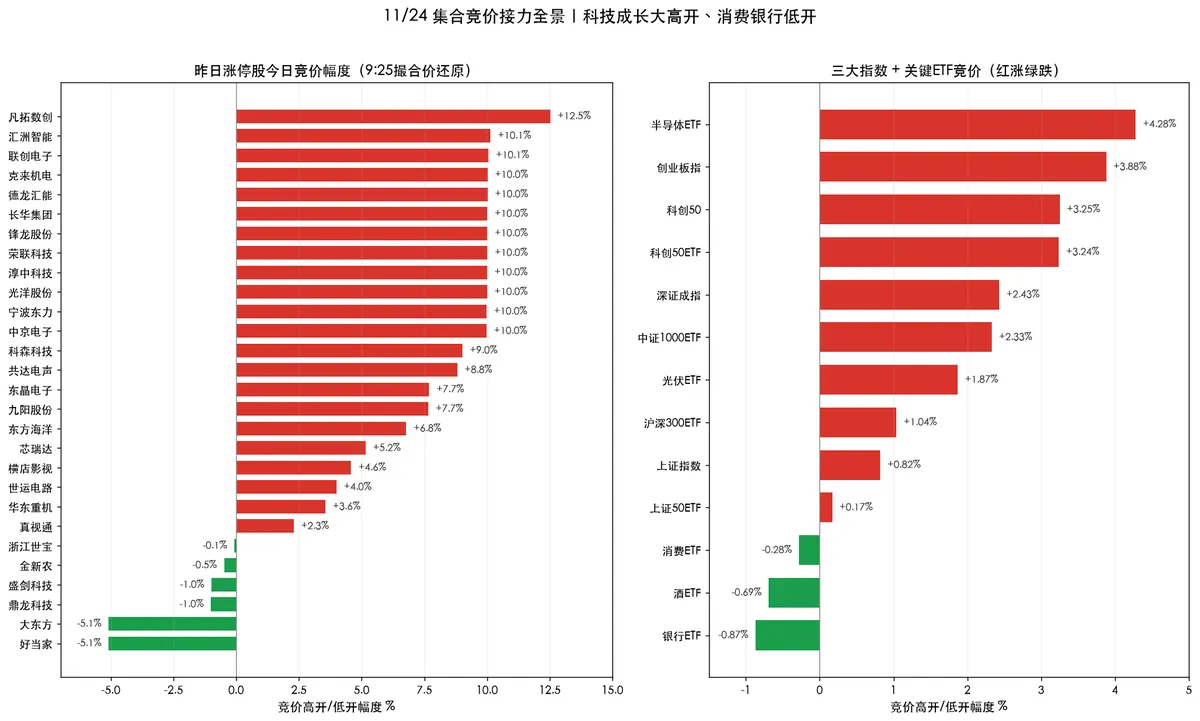 11/24 集合竞价接力全景丨科技成长大高开、消费银行低开
昨日涨停股今日竞价幅度（9:25撮合价还原）
凡拓数创 +12.5%
汇洲智能 +10.1%
联创电子 +10.1%
克来机电 +10.0%
德龙汇能 +10.0%
长华集团 +10.0%
锋龙股份 +10.0%
荣联科技 +10.0%
淳中科技 +10.0%
光洋股份 +10.0%
宁波东力 +10.0%
中京电子 +10.0%
科森科技 +9.0%
共达电声 +8.8%
东晶电子 +7.7%
九阳股份 +7.7%
东方海洋 +6.8%
芯瑞达 +5.2%
横店影视 +4.6%
世运电路 +4.0%
华东重机 +3.6%
真视通 +2.3%
浙江世宝 -0.1%
金新农 -0.5%
盛剑科技 -1.0%
鼎龙科技 -1.0%
大东方 -5.1%
好当家 -5.1%
-5.0 -2.5 0.0 2.5 5.0 7.5 10.0 12.5 15.0
竞价高开/低开幅度 %
三大指数 + 关键ETF竞价（红涨绿跌）
半导体ETF +4.28%
创业板指 +3.88%
科创50 +3.25%
科创50ETF +3.24%
深证成指 +2.43%
中证1000ETF +2.33%
光伏ETF +1.87%
沪深300ETF +1.04%
上证指数 +0.82%
上证50ETF +0.17%
消费ETF -0.28%
酒ETF -0.69%
银行ETF -0.87%
-1 0 1 2 3 4 5
竞价高开/低开幅度 %